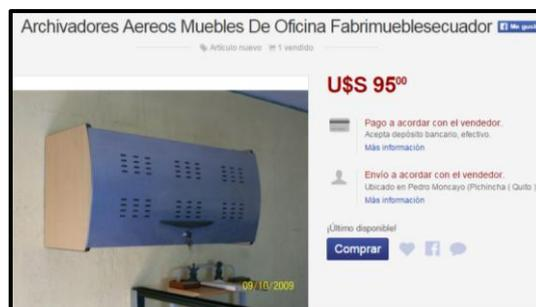 Archivadores Aereos Muebles De Oficina Fabrimueblesecuador Me gust
Artículo nuevo 1 vendido
U$S 95⁰⁰
Pago a acordar con el vendedor.
Acepta depósito bancario, efectivo.
Más información
Envío a acordar con el vendedor.
Ubicado en Pedro Moncayo (Pichincha ( Quito )
Más información
¡Último disponible!
Comprar
09/10/2009